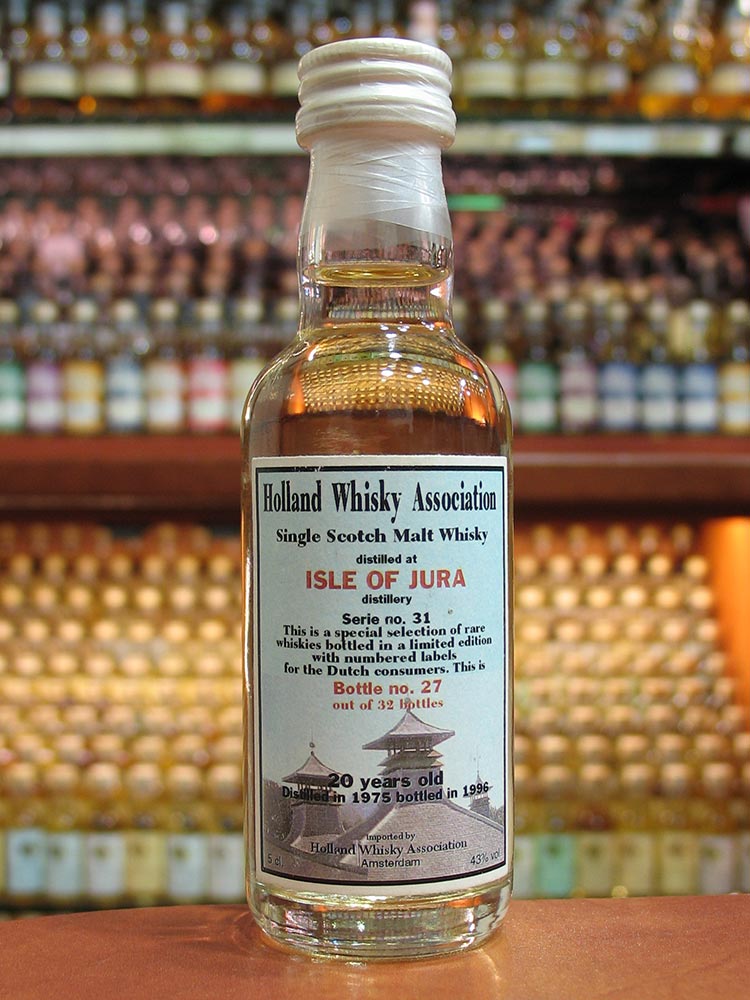 Holland Whisky Association
Single Scotch Malt Whisky
distilled at
ISLE OF JURA
distillery
Serie no. 31
This is a special selection of rare
whiskies bottled in a limited edition
with numbered labels
for the Dutch consumers. This is
Bottle no. 27
out of 32 bottles
20 years old
Distilled in 1975 bottled in 1996
imported by
Holland Whisky Association
5 cl. Amsterdam 43% vol